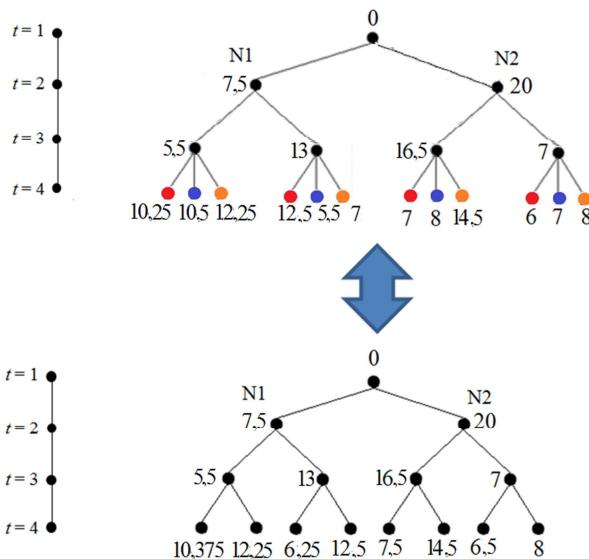 0
t = 1
N1
N2
t = 2
7,5
20
t = 3
5,5
13
16,5
7
t = 4
10,25 10,5 12,25 12,5 5,5 7 7 8 14,5 6 7 8
0
t = 1
N1
N2
7,5
20
t = 2
5,5
13
16,5
7
t = 3
t = 4
10,375 12,25 6,25 12,5 7,5 14,5 6,5 8